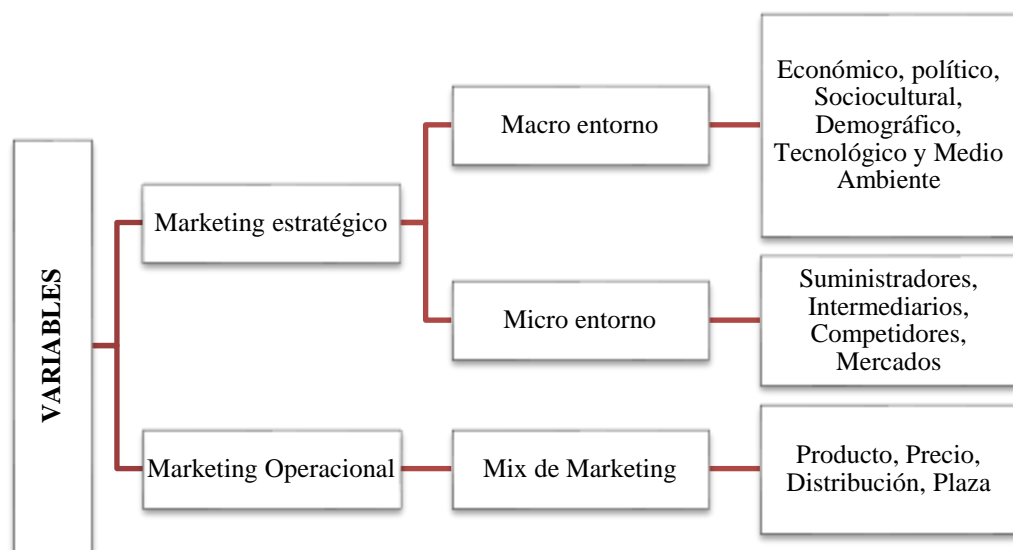 VARIABLES
Marketing estratégico
Macro entorno
Económico, político,
Sociocultural,
Demográfico,
Tecnológico y Medio
Ambiente
Micro entorno
Suministradores,
Intermediarios,
Competidores,
Mercados
Marketing Operacional
Mix de Marketing
Producto, Precio,
Distribución, Plaza